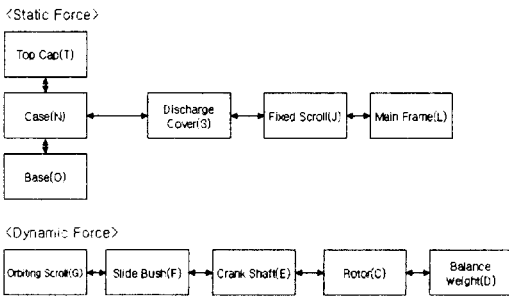 <Static Force>
Top Cap(T)
Case(N)
Discharge
Cover(S)
Fixed Scroll(J)
Main Frame(L)
Base(O)
<Dynamic Force>
Orbiting Scroll(G)
Slide Bush(F)
Crank Shaft(E)
Rotor(C)
Balance
weight(D)